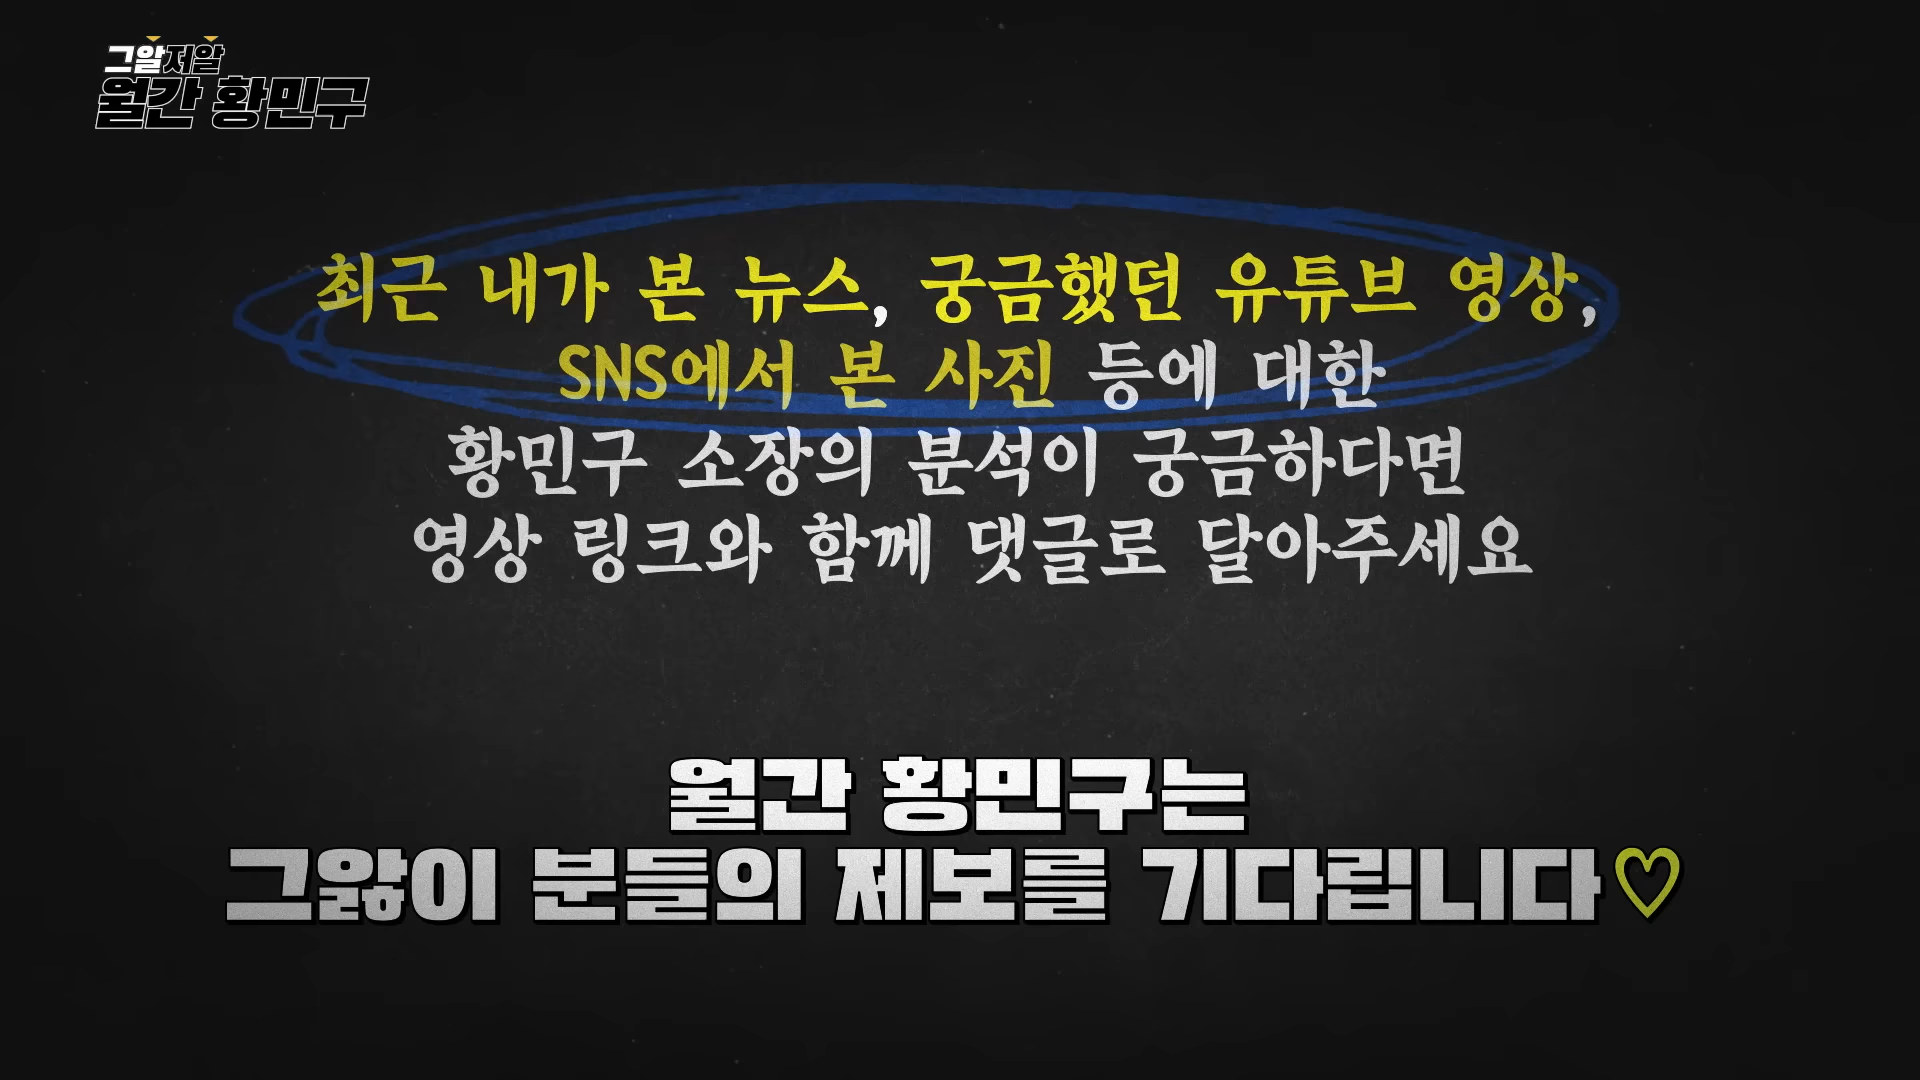 그알저알
월간 황민구
최근 내가 본 뉴스, 궁금했던 유튜브 영상,
SNS에서 본 사진 등에 대한
황민구 소장의 분석이 궁금하다면
영상 링크와 함께 댓글로 달아주세요
월간 황민구는
그앓이 분들의 제보를 기다립니다♡